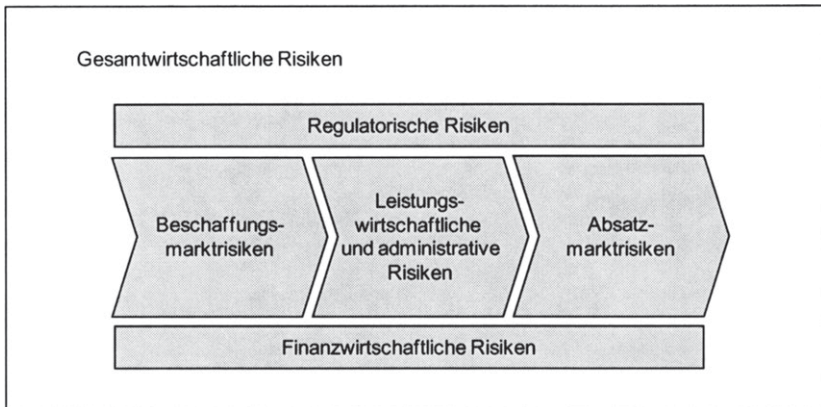 Gesamtwirtschaftliche Risiken
Regulatorische Risiken
Beschaffungs-
marktrisiken
Leistungs-
wirtschaftliche
und administrative
Risiken
Absatz-
marktrisiken
Finanzwirtschaftliche Risiken